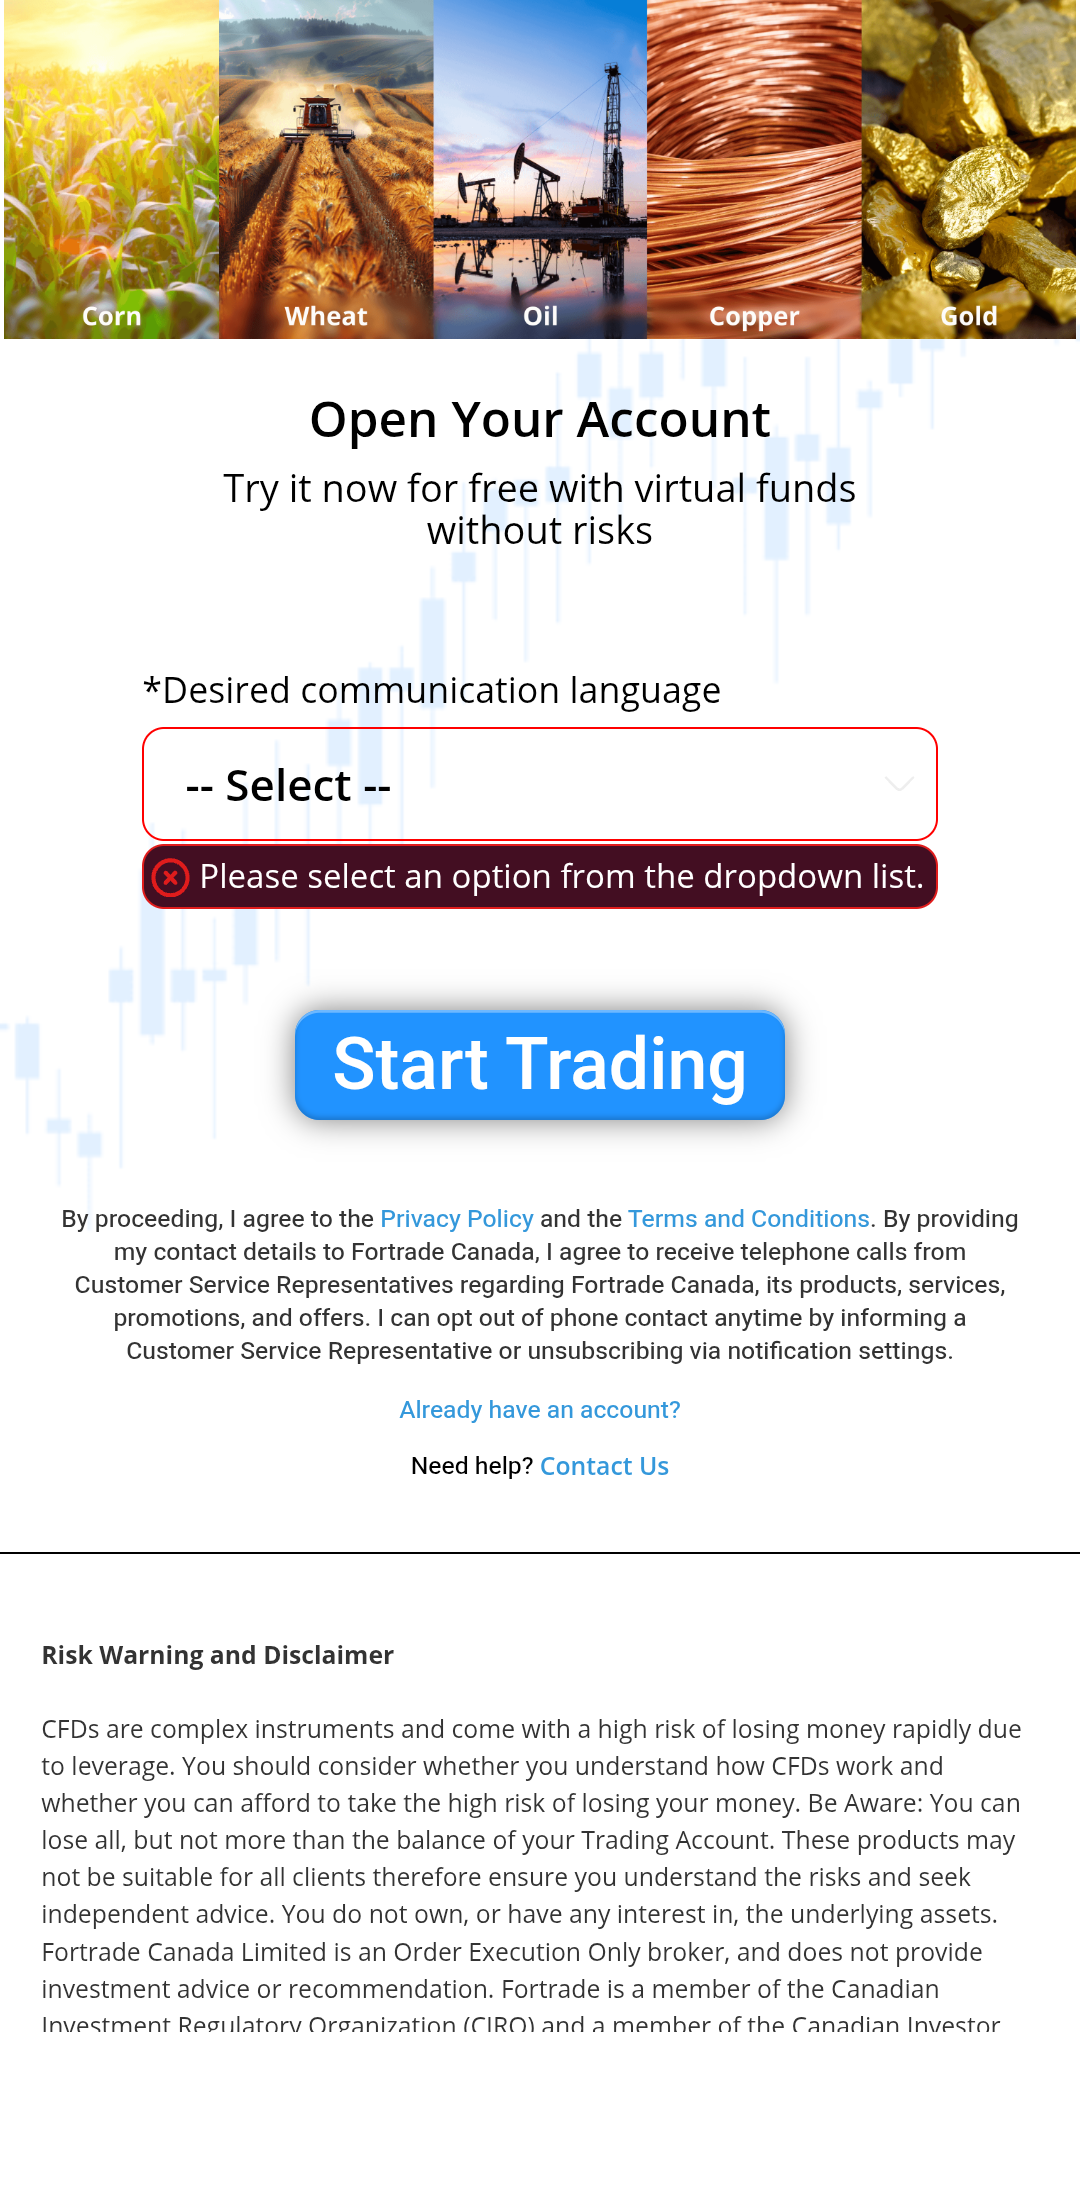 Corn Wheat Oil Copper Gold
Open Your Account
Try it now for free with virtual funds
without risks
*Desired communication language
-- Select --
Please select an option from the dropdown list.
Start Trading
By proceeding, I agree to the Privacy Policy and the Terms and Conditions. By providing
my contact details to Fortrade Canada, I agree to receive telephone calls from
Customer Service Representatives regarding Fortrade Canada, its products, services,
promotions, and offers. I can opt out of phone contact anytime by informing a
Customer Service Representative or unsubscribing via notification settings.
Already have an account?
Need help? Contact Us
Risk Warning and Disclaimer
CFDs are complex instruments and come with a high risk of losing money rapidly due
to leverage. You should consider whether you understand how CFDs work and
whether you can afford to take the high risk of losing your money. Be Aware: You can
lose all, but not more than the balance of your Trading Account. These products may
not be suitable for all clients therefore ensure you understand the risks and seek
independent advice. You do not own, or have any interest in, the underlying assets.
Fortrade Canada Limited is an Order Execution Only broker, and does not provide
investment advice or recommendation. Fortrade is a member of the Canadian
Investment Regulatory Organization (CIRO) and a member of the Canadian Investor